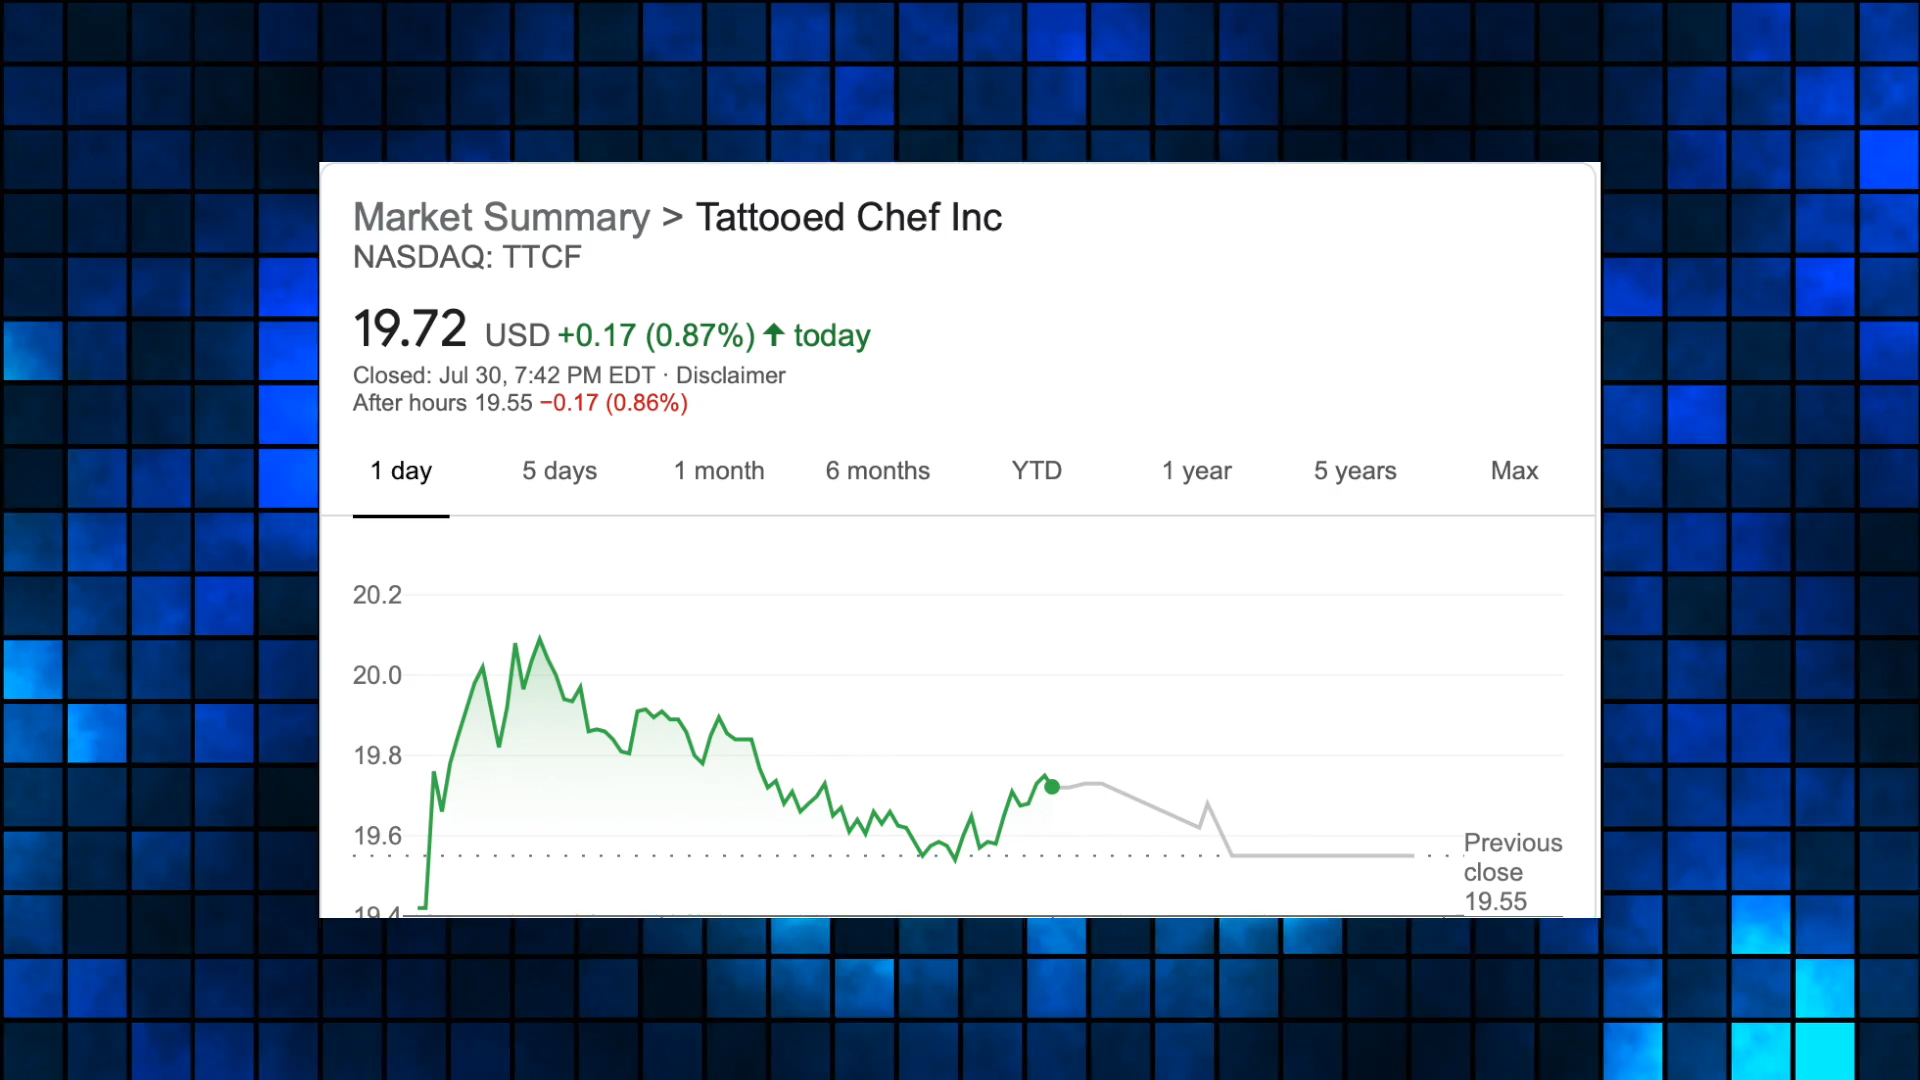 Market Summary > Tattooed Chef Inc
NASDAQ: TTCF
19.72 USD +0.17 (0.87%) ↑ today
Closed: Jul 30, 7:42 PM EDT · Disclaimer
After hours 19.55 −0.17 (0.86%)
1 day 5 days 1 month 6 months YTD 1 year 5 years Max
20.2
20.0
19.8
19.6
19.4
Previous
close
19.55